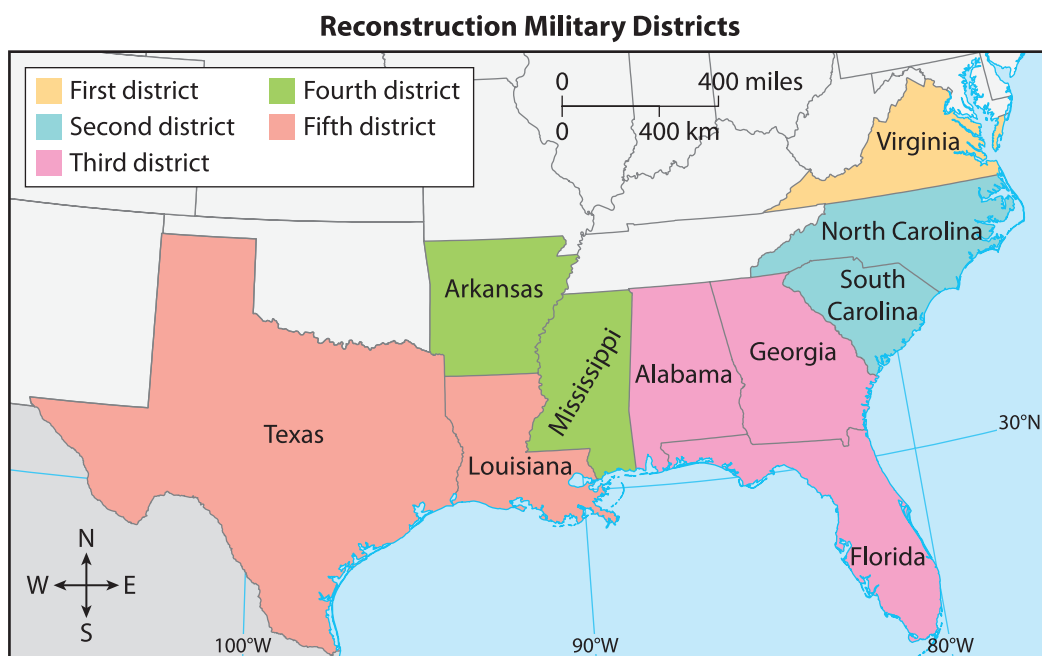 Reconstruction Military Districts
First district
Second district
Third district
Fourth district
Fifth district
0 400 miles
0 400 km
Virginia
North Carolina
South
Carolina
Arkansas
Mississippi
Alabama
Georgia
Texas
Louisiana
Florida
30°N
N
W E
S
100°W
90°W
80°W